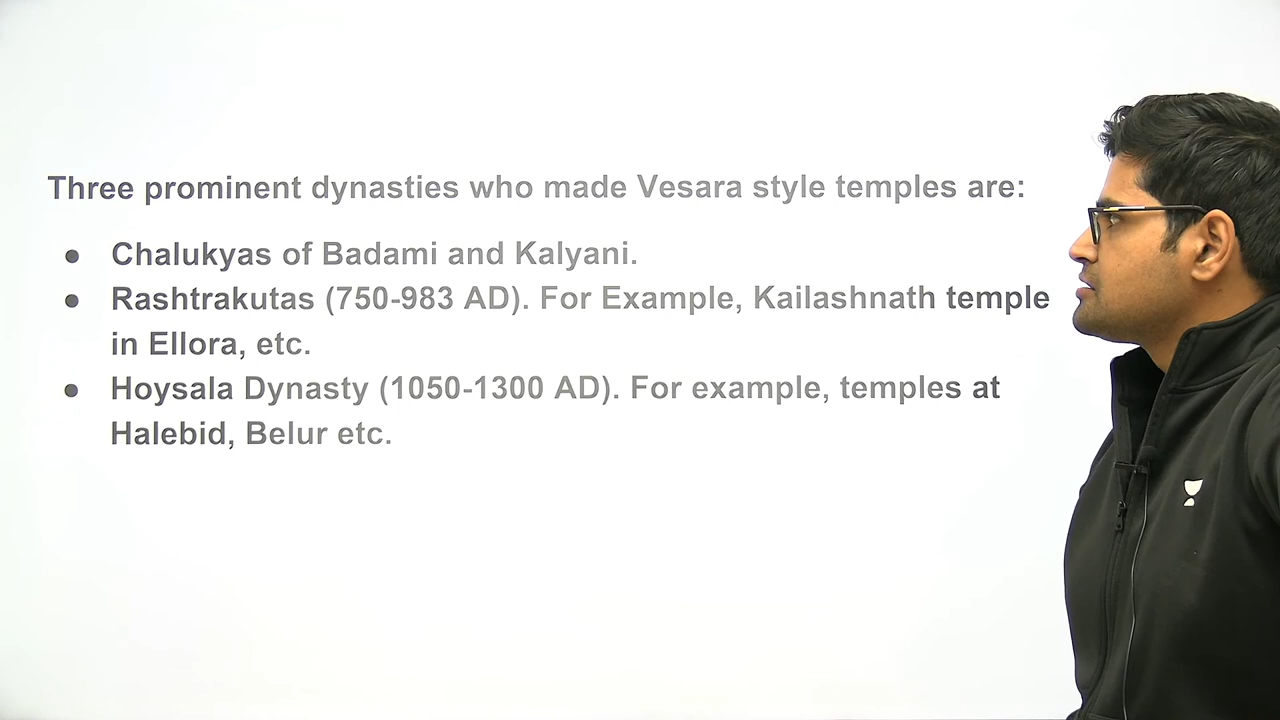 Three prominent dynasties who made Vesara style temples are:
● Chalukyas of Badami and Kalyani.
● Rashtrakutas (750-983 AD). For Example, Kailashnath temple
in Ellora, etc.
● Hoysala Dynasty (1050-1300 AD). For example, temples at
Halebid, Belur etc.